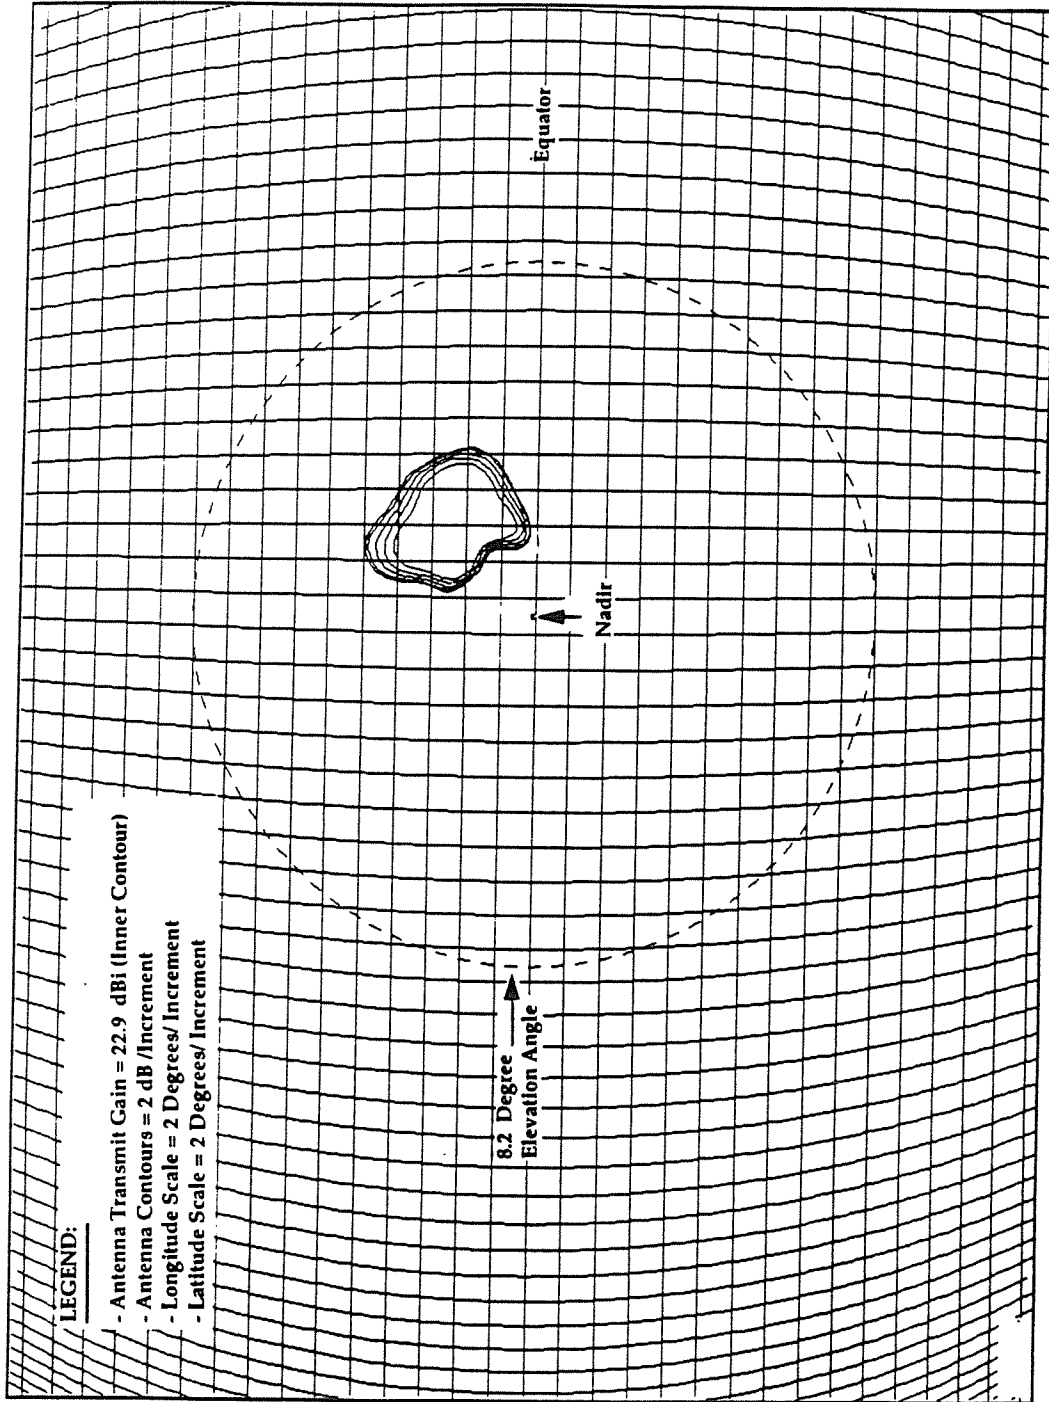 LEGEND:
- Antenna Transmit Gain = 22.9 dBi (Inner Contour)
- Antenna Contours = 2 dB /Increment
- Longitude Scale = 2 Degrees/ Increment
- Latitude Scale = 2 Degrees/ Increment
8.2 Degree
Elevation Angle
Nadir
Equator